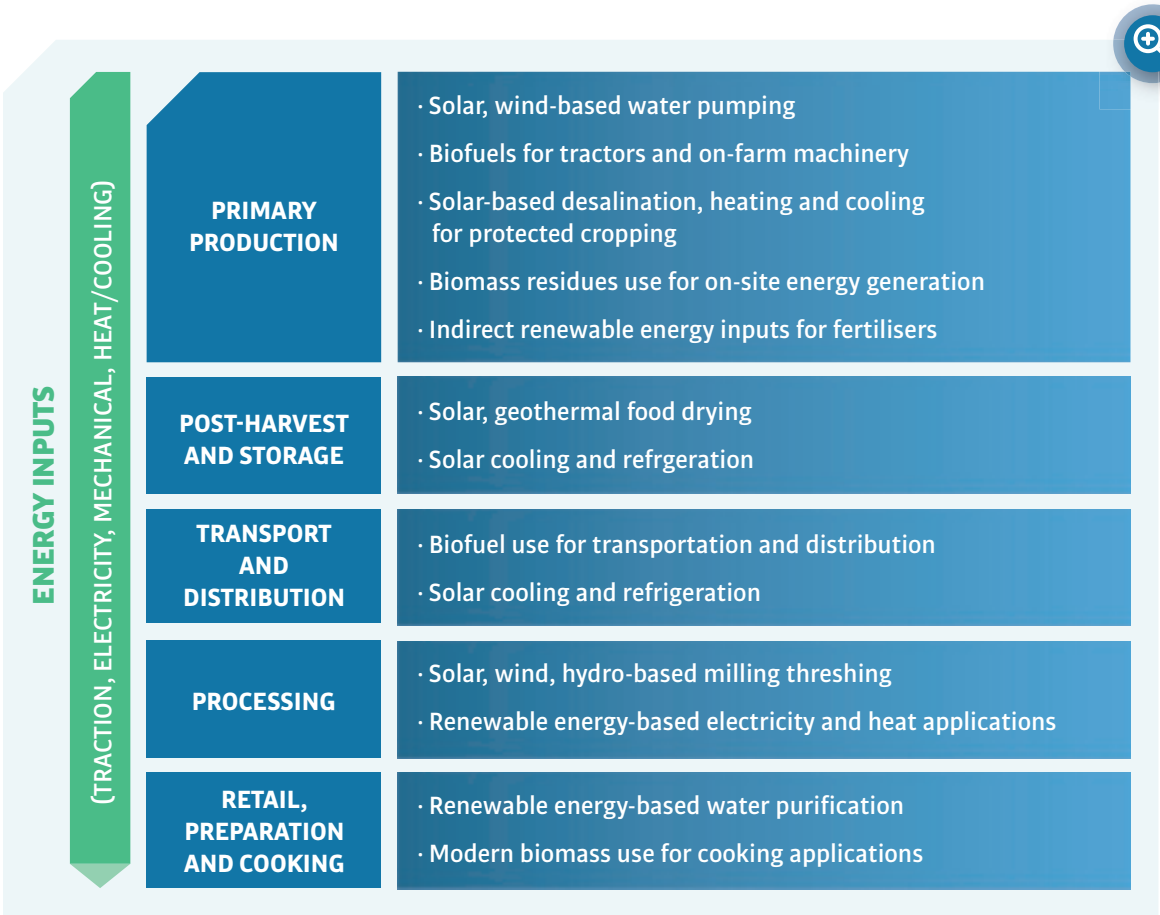 ENERGY INPUTS
(TRACTION, ELECTRICITY, MECHANICAL, HEAT/COOLING)
PRIMARY
PRODUCTION
· Solar, wind-based water pumping
· Biofuels for tractors and on-farm machinery
· Solar-based desalination, heating and cooling
for protected cropping
· Biomass residues use for on-site energy generation
· Indirect renewable energy inputs for fertilisers
POST-HARVEST
AND STORAGE
· Solar, geothermal food drying
· Solar cooling and refrgeration
TRANSPORT
AND
DISTRIBUTION
· Biofuel use for transportation and distribution
· Solar cooling and refrigeration
PROCESSING
· Solar, wind, hydro-based milling threshing
· Renewable energy-based electricity and heat applications
RETAIL,
PREPARATION
AND COOKING
· Renewable energy-based water purification
· Modern biomass use for cooking applications